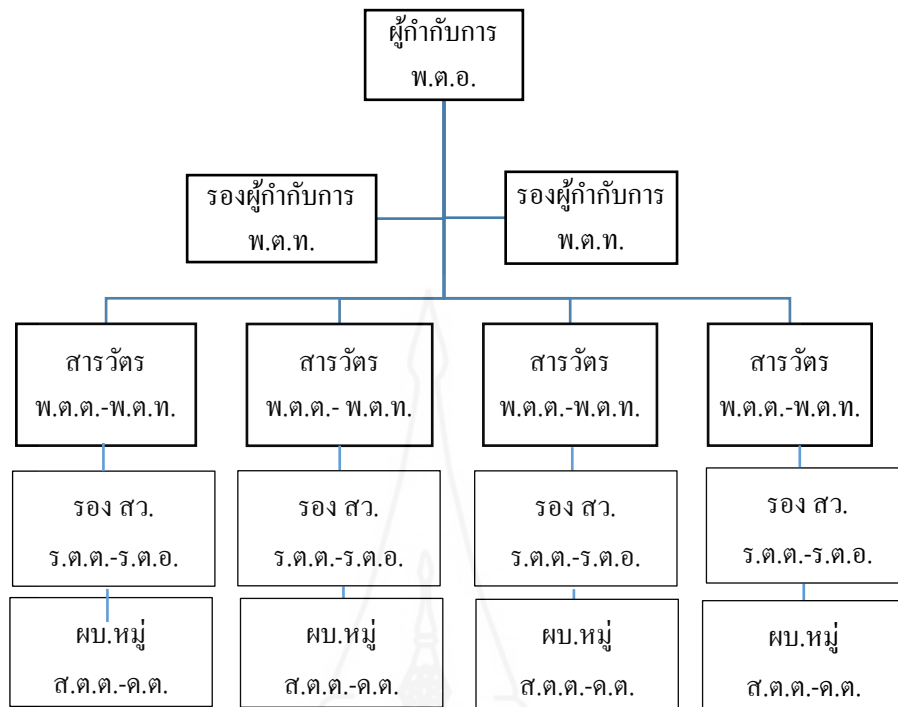 ผู้กำกับการ
พ.ต.อ.
รองผู้กำกับการ
พ.ต.ท.
รองผู้กำกับการ
พ.ต.ท.
สารวัตร
พ.ต.ต.-พ.ต.ท.
สารวัตร
พ.ต.ต.- พ.ต.ท.
สารวัตร
พ.ต.ต.-พ.ต.ท.
สารวัตร
พ.ต.ต.-พ.ต.ท.
รอง สว.
ร.ต.ต.-ร.ต.อ.
รอง สว.
ร.ต.ต.-ร.ต.อ.
รอง สว.
ร.ต.ต.-ร.ต.อ.
รอง สว.
ร.ต.ต.-ร.ต.อ.
ผบ.หมู่
ส.ต.ต.-ด.ต.
ผบ.หมู่
ส.ต.ต.-ด.ต.
ผบ.หมู่
ส.ต.ต.-ด.ต.
ผบ.หมู่
ส.ต.ต.-ด.ต.